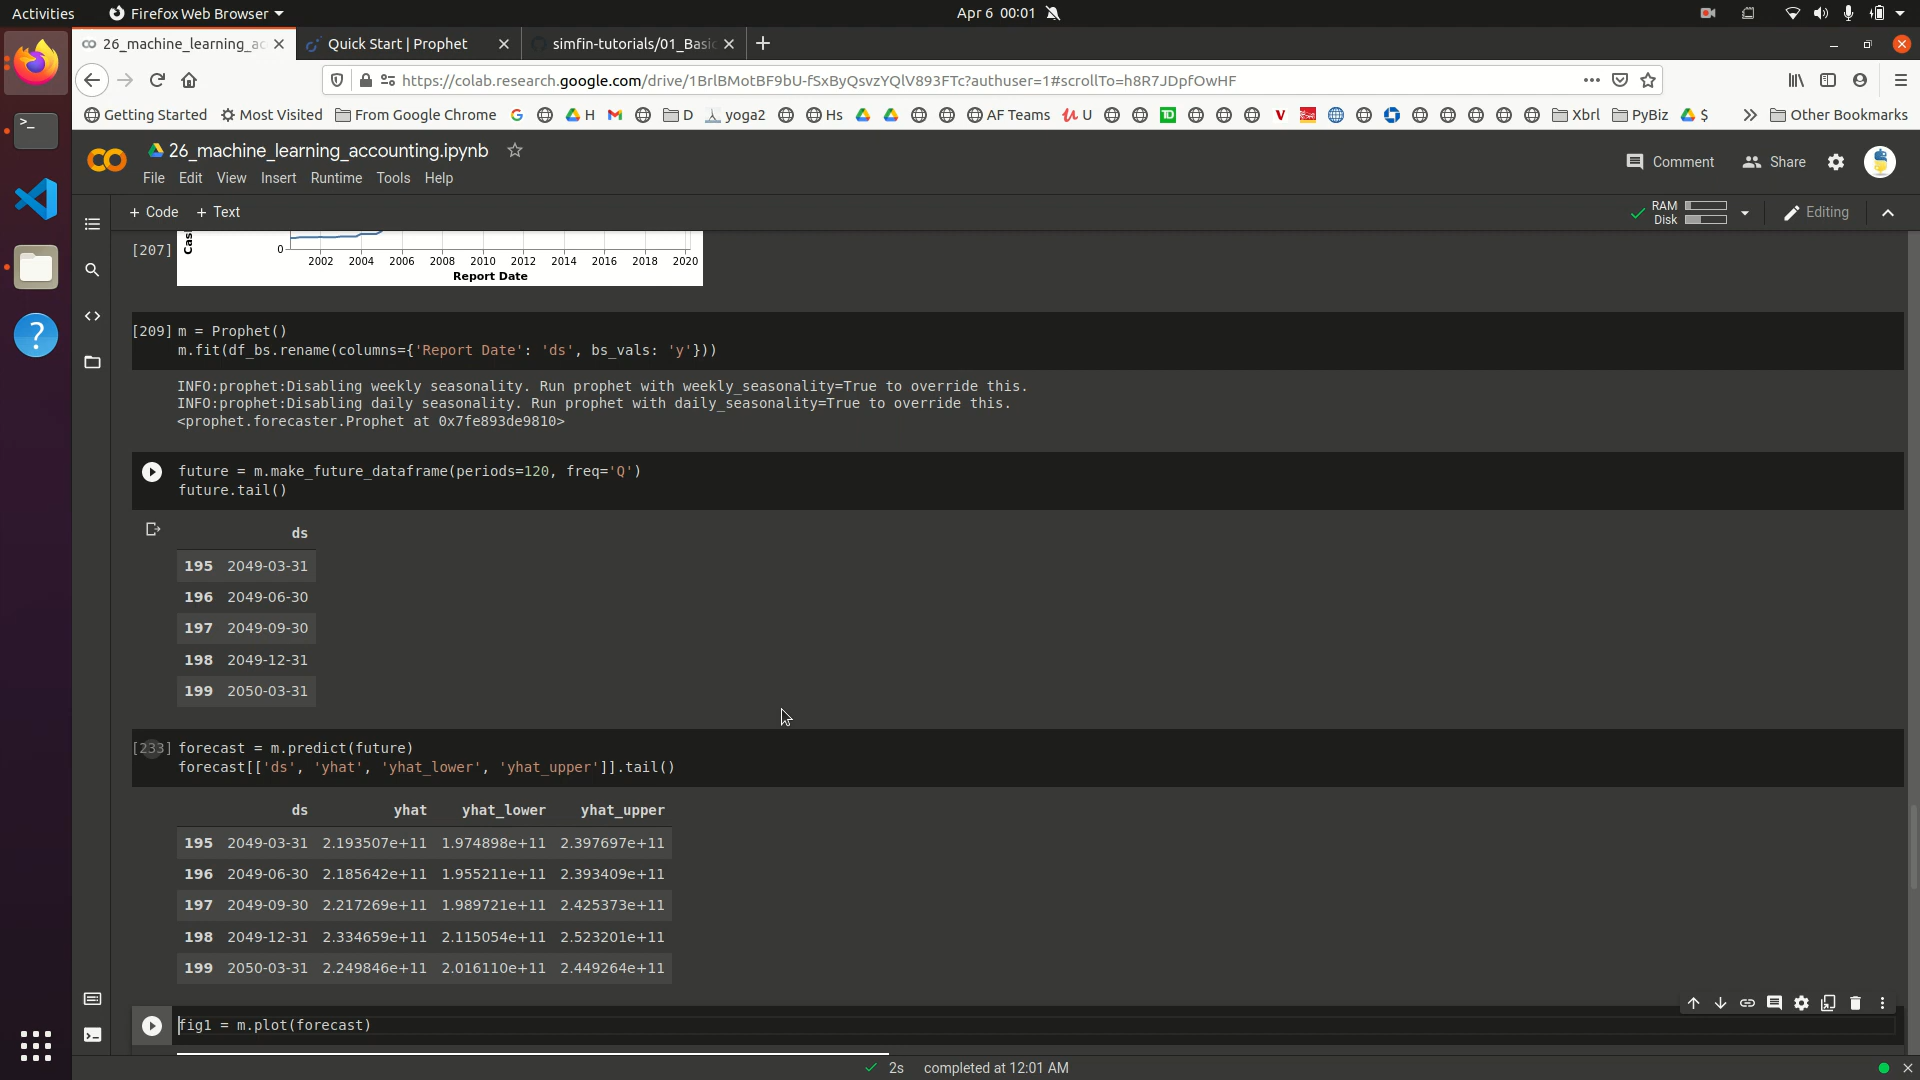 Activities Firefox Web Browser Apr 6 00:01
26_machine_learning_ac Quick Start | Prophet simfin-tutorials/01_Basic
https://colab.research.google.com/drive/1BrlBMotBF9bU-fSxByQsvzYQlV893FTc?authuser=1#scrollTo=h8R7JDpfOwHF
Getting Started Most Visited From Google Chrome H D yoga2 Hs AF Teams U TD V Xbrl PyBiz $ Other Bookmarks
26_machine_learning_accounting.ipynb
Comment Share
File Edit View Insert Runtime Tools Help
+ Code + Text RAM Disk Editing
[207] Cas 0
2002 2004 2006 2008 2010 2012 2014 2016 2018 2020
Report Date
[209] m = Prophet()
m.fit(df_bs.rename(columns={'Report Date': 'ds', bs_vals: 'y'}))
INFO:prophet:Disabling weekly seasonality. Run prophet with weekly_seasonality=True to override this.
INFO:prophet:Disabling daily seasonality. Run prophet with daily_seasonality=True to override this.
<prophet.forecaster.Prophet at 0x7fe893de9810>
future = m.make_future_dataframe(periods=120, freq='Q')
future.tail()
ds
195 2049-03-31
196 2049-06-30
197 2049-09-30
198 2049-12-31
199 2050-03-31
[233] forecast = m.predict(future)
forecast[['ds', 'yhat', 'yhat_lower', 'yhat_upper']].tail()
ds yhat yhat_lower yhat_upper
195 2049-03-31 2.193507e+11 1.974898e+11 2.397697e+11
196 2049-06-30 2.185642e+11 1.955211e+11 2.393409e+11
197 2049-09-30 2.217269e+11 1.989721e+11 2.425373e+11
198 2049-12-31 2.334659e+11 2.115054e+11 2.523201e+11
199 2050-03-31 2.249846e+11 2.016110e+11 2.449264e+11
fig1 = m.plot(forecast)
2s completed at 12:01 AM